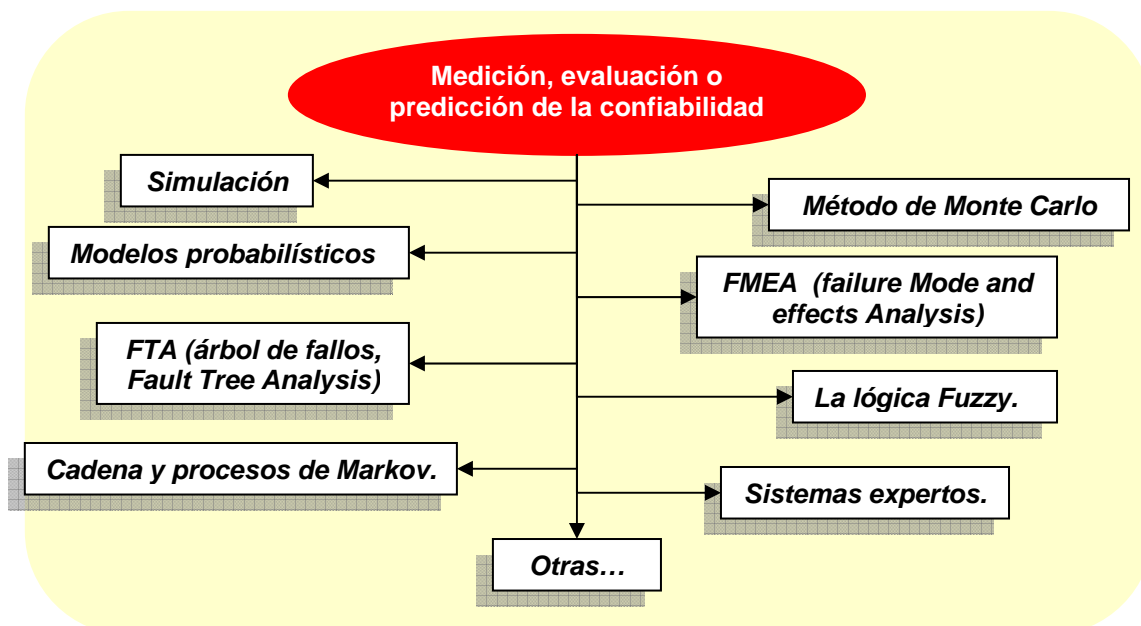 Medición, evaluación o
predicción de la confiabilidad
Simulación
Método de Monte Carlo
Modelos probabilísticos
FMEA (failure Mode and
effects Analysis)
FTA (árbol de fallos,
Fault Tree Analysis)
La lógica Fuzzy.
Cadena y procesos de Markov.
Sistemas expertos.
Otras…